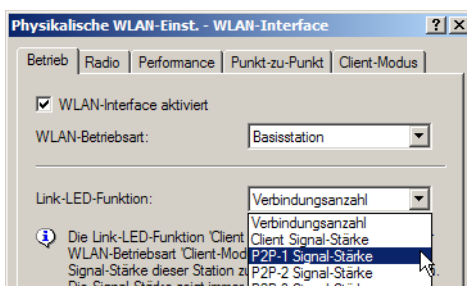 Physikalische WLAN-Einst. - WLAN-Interface
Betrieb Radio Performance Punkt-zu-Punkt Client-Modus
WLAN-Interface aktiviert
WLAN-Betriebsart: Basisstation
Link-LED-Funktion: Verbindungsanzahl
Verbindungsanzahl
Die Link-LED-Funktion 'Client Client Signal-Stärke
WLAN-Betriebsart 'Client-Mod P2P-1 Signal-Stärke
Signal-Stärke dieser Station zu P2P-2 Signal-Stärke